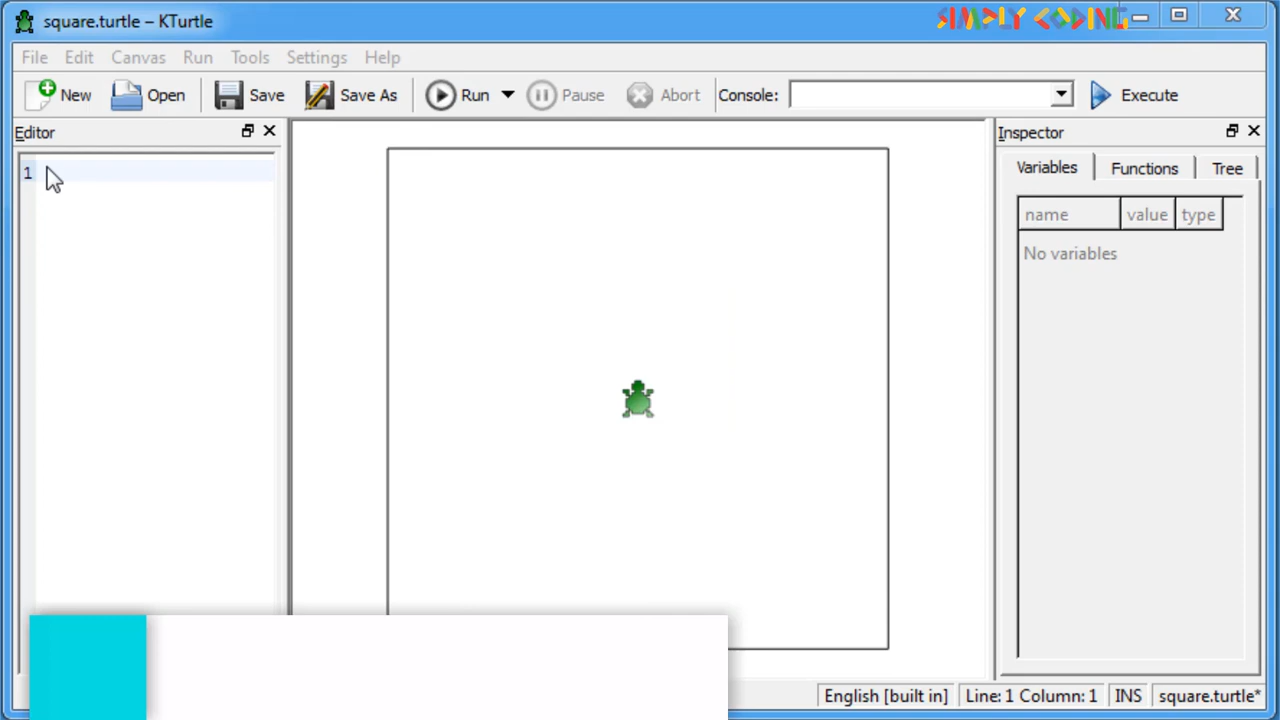 square.turtle – KTurtle
SIMPLY CODING
File Edit Canvas Run Tools Settings Help
New Open Save Save As Run Pause Abort Console: Execute
Editor
Inspector
1
Variables Functions Tree
name value type
No variables
English [built in] Line: 1 Column: 1 INS square.turtle*